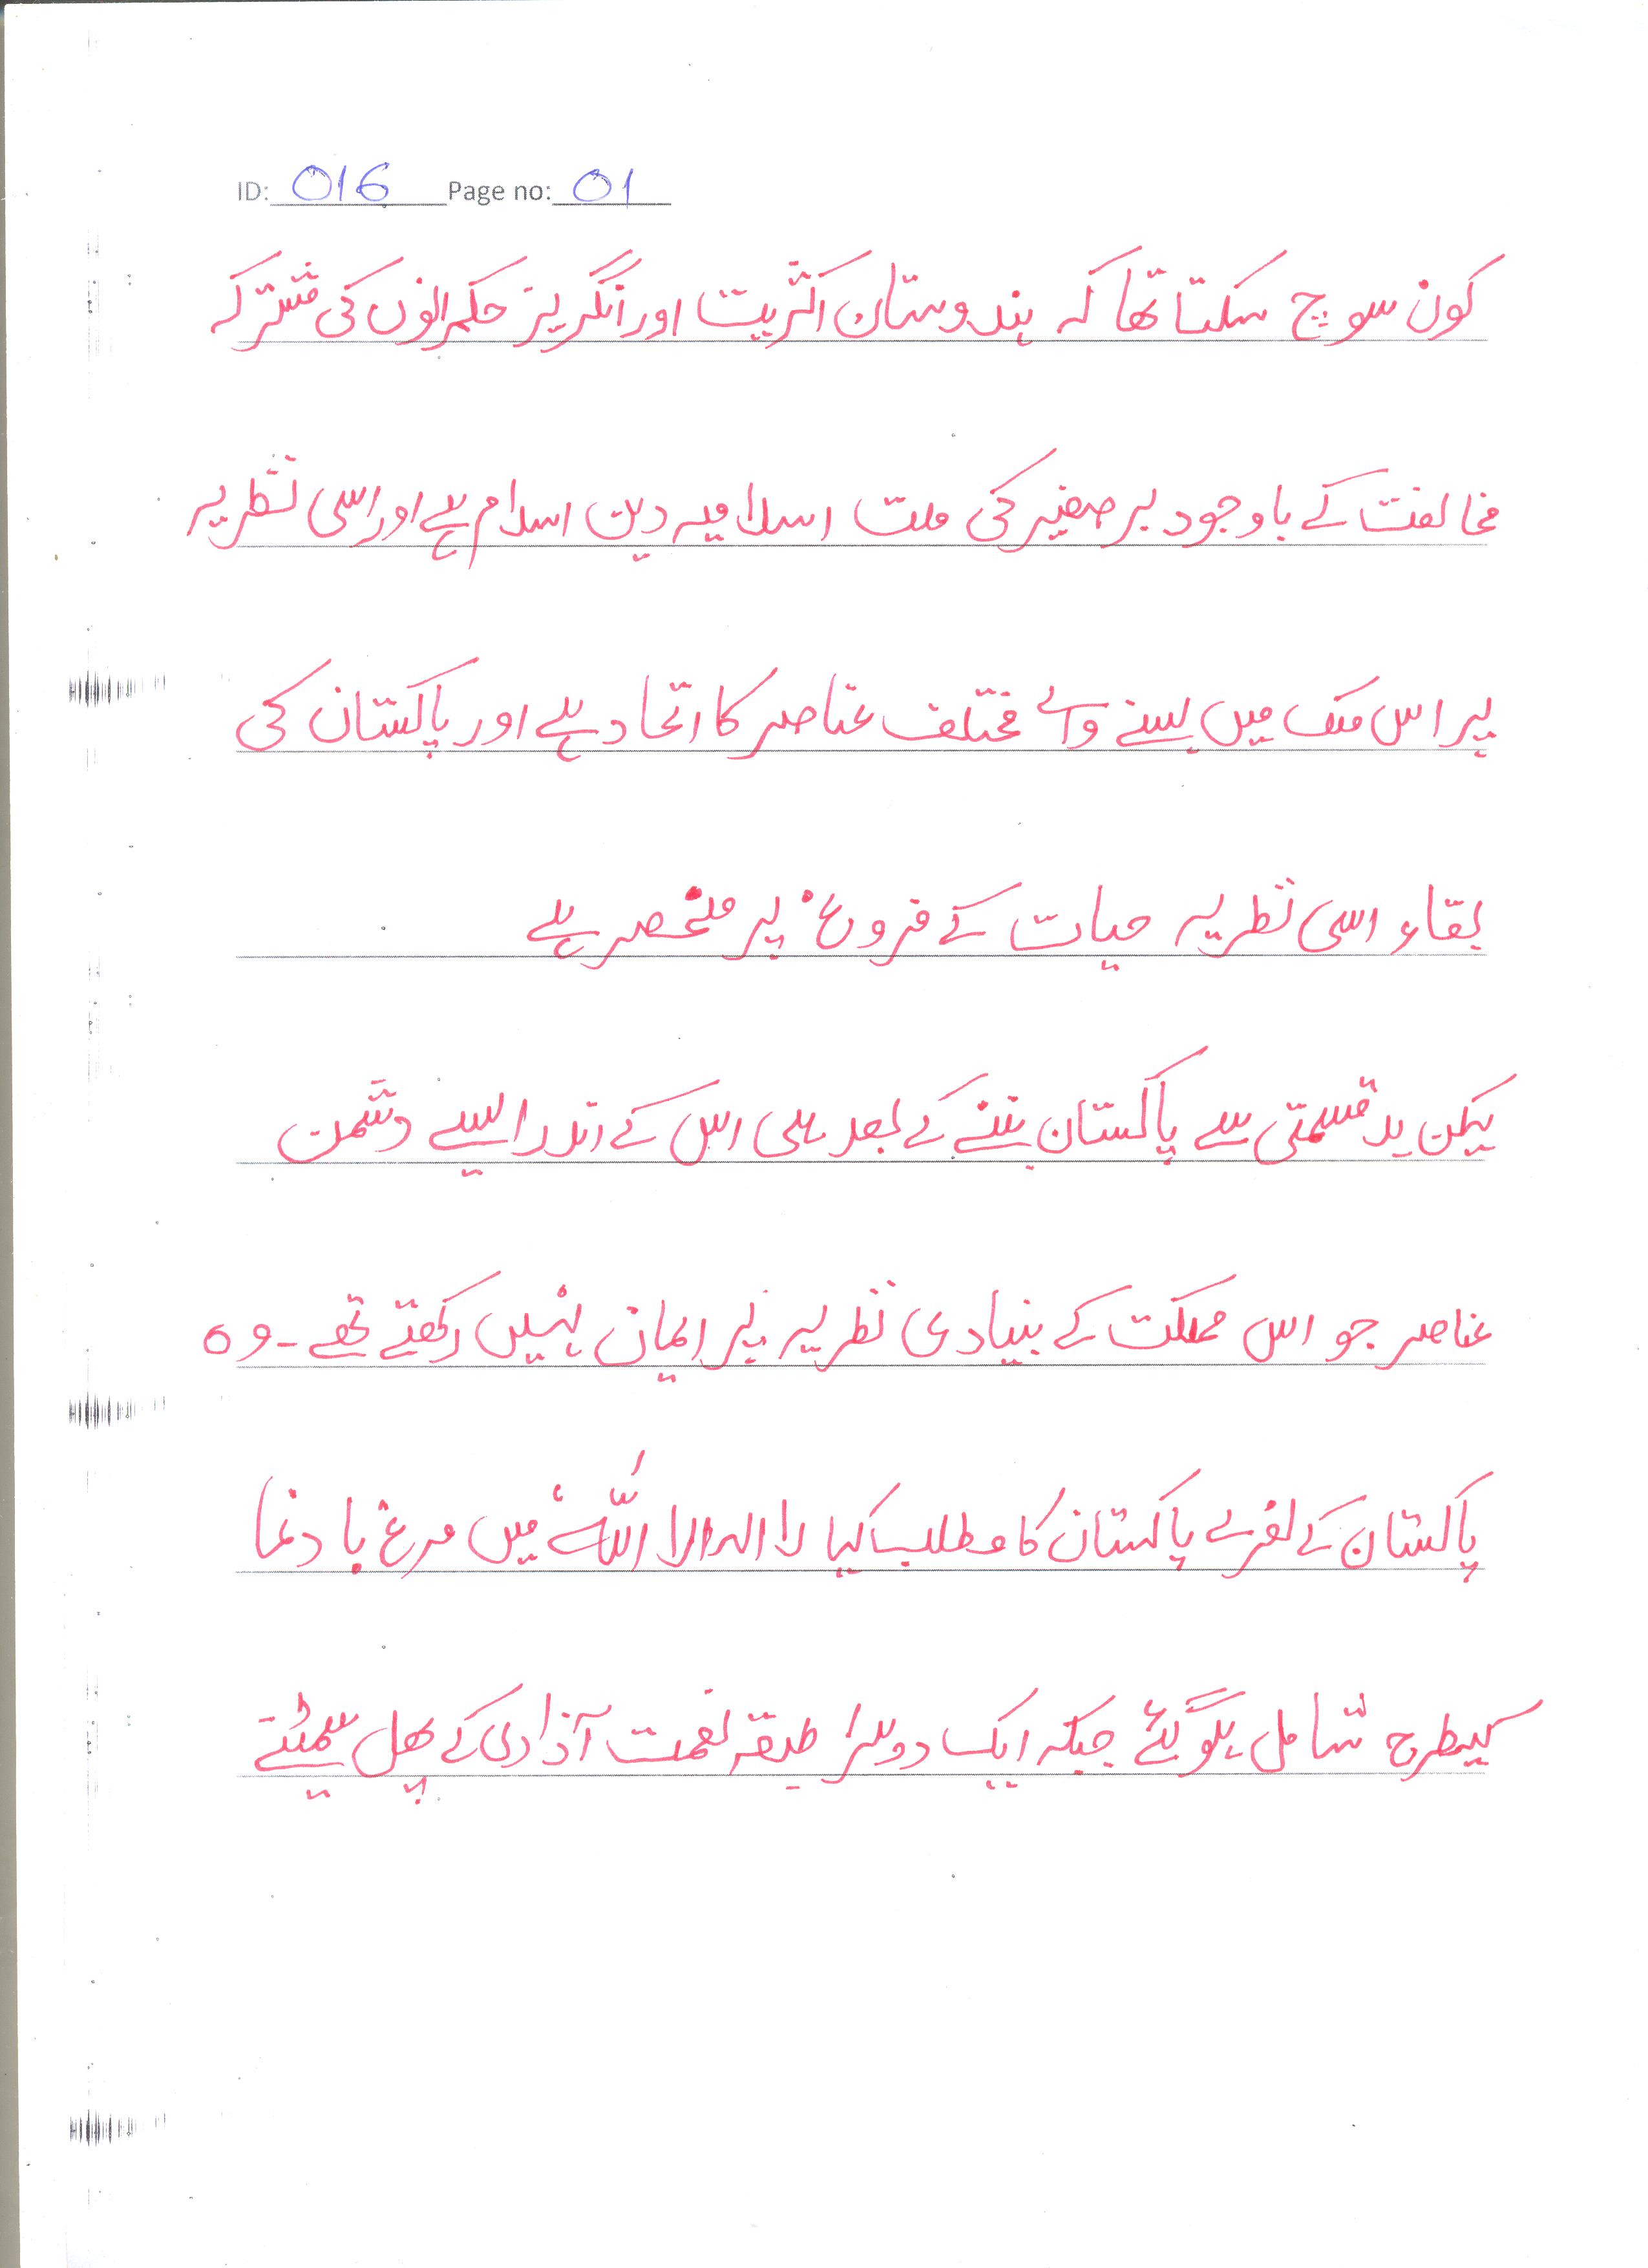 ID: 016 Page no: 01
کون سوچ سکتا تھا کہ ہندوستان اکثریت اور انگریز حکمرانوں کی مشترکہ
مخالفت کے باوجود برصغیر کی ملت اسلامیہ دین اسلام ہے اور اسی نظریہ
پر اس ملک میں بسنے والے مختلف عناصر کا اتحاد ہے اور پاکستان کی
بقاء اسی نظریہ حیات کے فروغ پر منحصر ہے
لیکن بدقسمتی سے پاکستان بننے کے بعد ہی اس کے اندر ایسے دشمن
عناصر جو اس مملکت کے بنیادی نظریہ پر ایمان نہیں رکھتے تھے۔ وہ
پاکستان کے نعرے پاکستان کا مطلب کیا لا الہ الا اللہ میں مرغ بادنما
کیطرح شامل ہوگئے جبکہ ایک دوسرا طبقہ نعمت آزادی کے پھل سمیٹنے